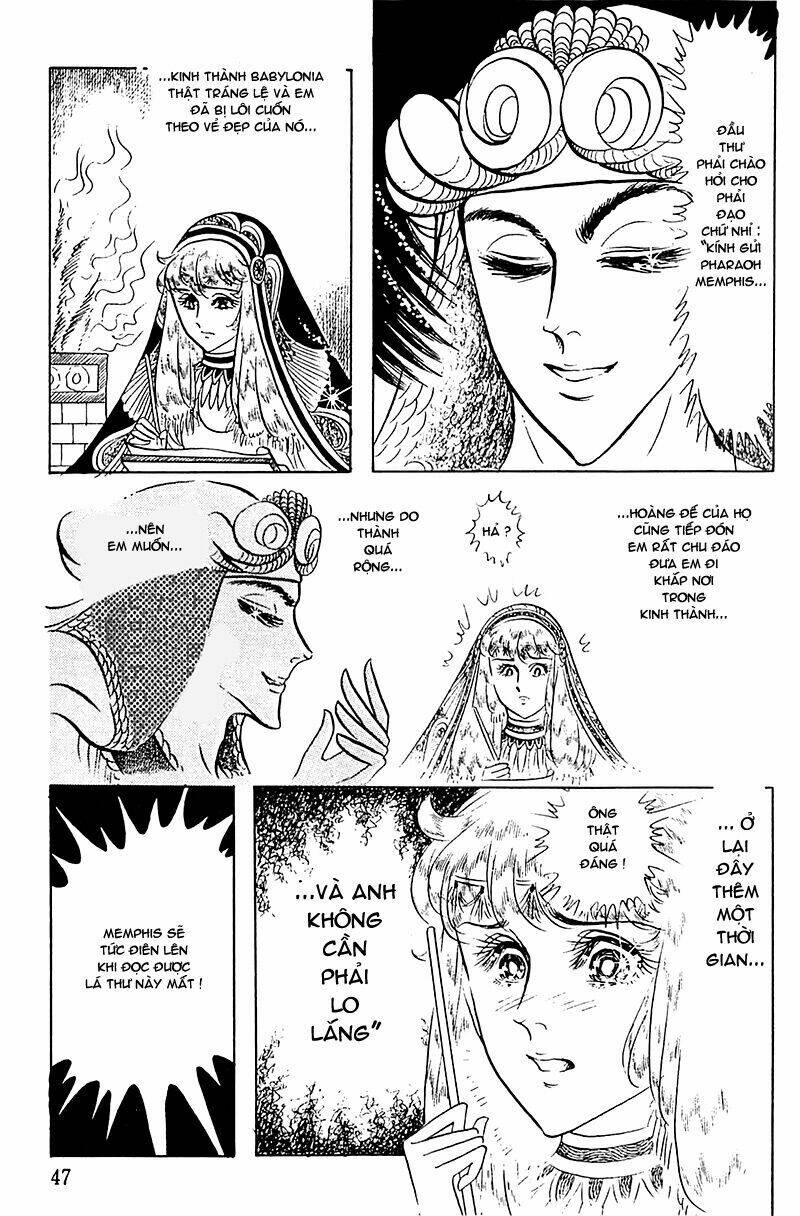 ĐẦU
THƯ
PHẢI CHÀO
HỎI CHO
PHẢI
ĐẠO
CHỨ NHỈ :
"KÍNH GỬI
PHARAOH
MEMPHIS...
...KINH THÀNH BABYLONIA
THẬT TRÁNG LỆ VÀ EM
ĐÃ BỊ LÔI CUỐN
THEO VẺ ĐẸP CỦA NÓ...
...HOÀNG ĐẾ CỦA HỌ
CŨNG TIẾP ĐÓN
EM RẤT CHU ĐÁO
ĐƯA EM ĐI
KHẮP NƠI
TRONG
KINH THÀNH...
HẢ ?
...NHƯNG DO
THÀNH
QUÁ
RỘNG...
...NÊN
EM MUỐN...
... Ở
LẠI
ĐÂY
THÊM
MỘT
THỜI
GIAN...
ÔNG
THẬT
QUÁ
ĐÁNG !
...VÀ ANH
KHÔNG
CẦN
PHẢI
LO
LẮNG"
MEMPHIS SẼ
TỨC ĐIÊN LÊN
KHI ĐỌC ĐƯỢC
LÁ THƯ NÀY MẤT !
47